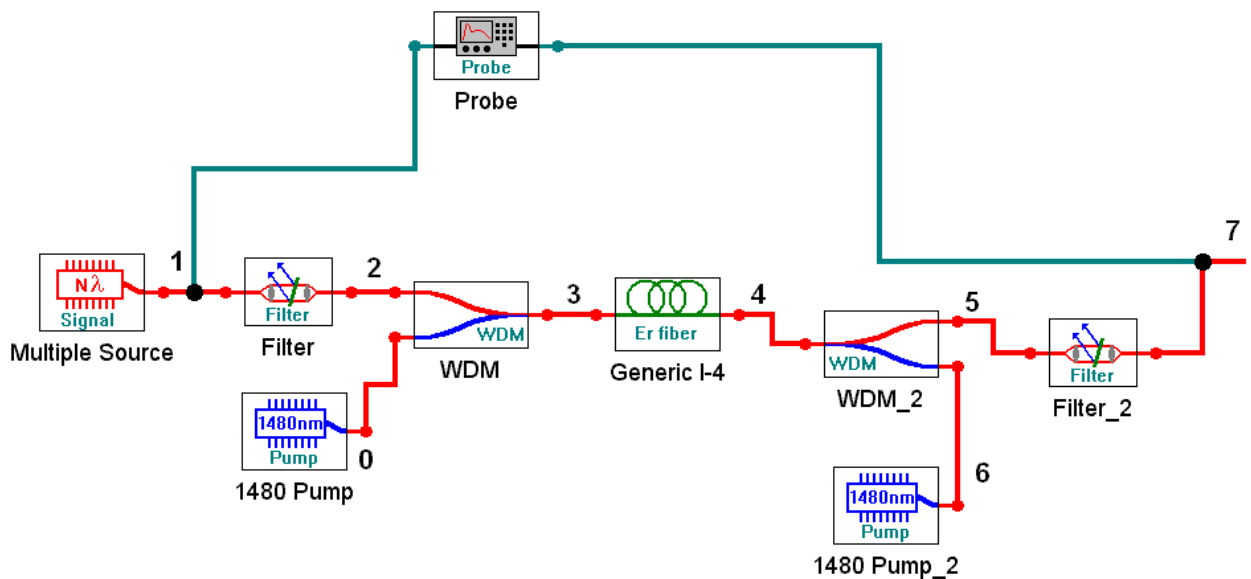 Probe
Probe
7
1
Nλ
Signal
Multiple Source
Filter
Filter
2
WDM
WDM
3
Er fiber
Generic I-4
4
WDM
WDM_2
5
Filter
Filter_2
1480nm
Pump
1480 Pump
0
1480nm
Pump
1480 Pump_2
6